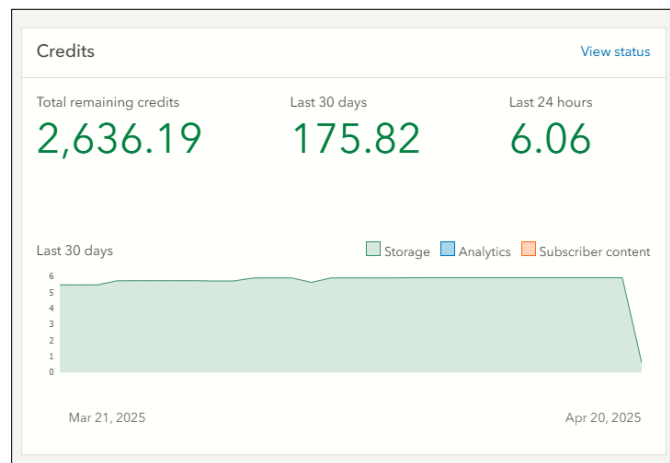 Credits View status
Total remaining credits Last 30 days Last 24 hours
2,636.19 175.82 6.06
Last 30 days Storage Analytics Subscriber content
6
5
4
3
2
1
0
Mar 21, 2025 Apr 20, 2025